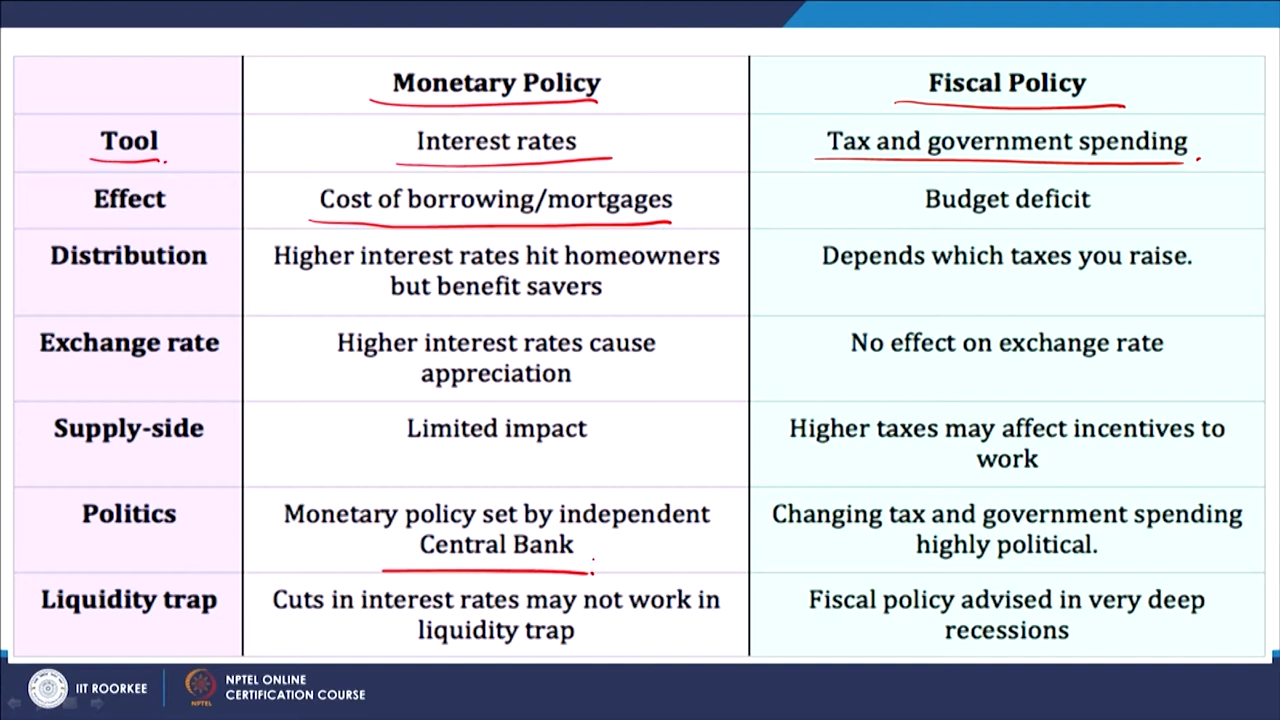 Monetary Policy
Fiscal Policy
Tool
Interest rates
Tax and government spending
Effect
Cost of borrowing/mortgages
Budget deficit
Distribution
Higher interest rates hit homeowners
but benefit savers
Depends which taxes you raise.
Exchange rate
Higher interest rates cause
appreciation
No effect on exchange rate
Supply-side
Limited impact
Higher taxes may affect incentives to
work
Politics
Monetary policy set by independent
Central Bank
Changing tax and government spending
highly political.
Liquidity trap
Cuts in interest rates may not work in
liquidity trap
Fiscal policy advised in very deep
recessions
IIT ROORKEE
NPTEL
NPTEL ONLINE
CERTIFICATION COURSE